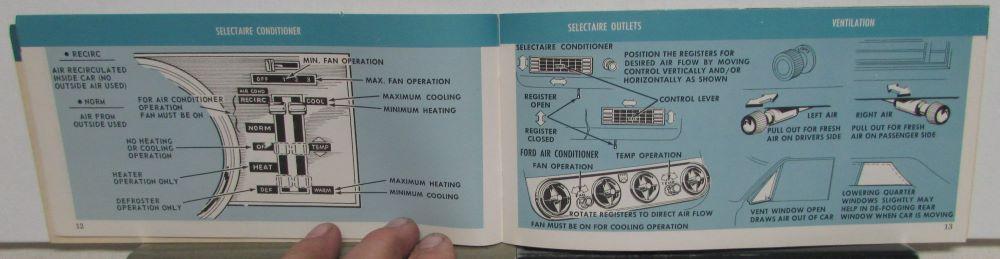 SELECTAIRE CONDITIONER
● RECIRC
AIR RECIRCULATED
INSIDE CAR (NO
OUTSIDE AIR USED)
● NORM
AIR FROM
OUTSIDE USED
FOR AIR CONDITIONER
OPERATION
FAN MUST BE ON
NO HEATING
OR COOLING
OPERATION
HEATER
OPERATION ONLY
DEFROSTER
OPERATION ONLY
MIN. FAN OPERATION
OFF 2 3
MAX. FAN OPERATION
AIR COND
RECIRC
COOL
MAXIMUM COOLING
MINIMUM HEATING
NORM
OFF
TEMP
HEAT
DEF
WARM
MAXIMUM HEATING
MINIMUM COOLING
12
SELECTAIRE OUTLETS
SELECTAIRE CONDITIONER
POSITION THE REGISTERS FOR
DESIRED AIR FLOW BY MOVING
CONTROL VERTICALLY AND/OR
HORIZONTALLY AS SHOWN
REGISTER
OPEN
CONTROL LEVER
REGISTER
CLOSED
FORD AIR CONDITIONER
FAN OPERATION
TEMP OPERATION
ROTATE REGISTERS TO DIRECT AIR FLOW
FAN MUST BE ON FOR COOLING OPERATION
VENTILATION
LEFT AIR
PULL OUT FOR FRESH
AIR ON DRIVERS SIDE
RIGHT AIR
PULL OUT FOR FRESH
AIR ON PASSENGER SIDE
VENT WINDOW OPEN
DRAWS AIR OUT OF CAR
LOWERING QUARTER
WINDOWS SLIGHTLY MAY
HELP IN DE-FOGGING REAR
WINDOW WHEN CAR IS MOVING
13